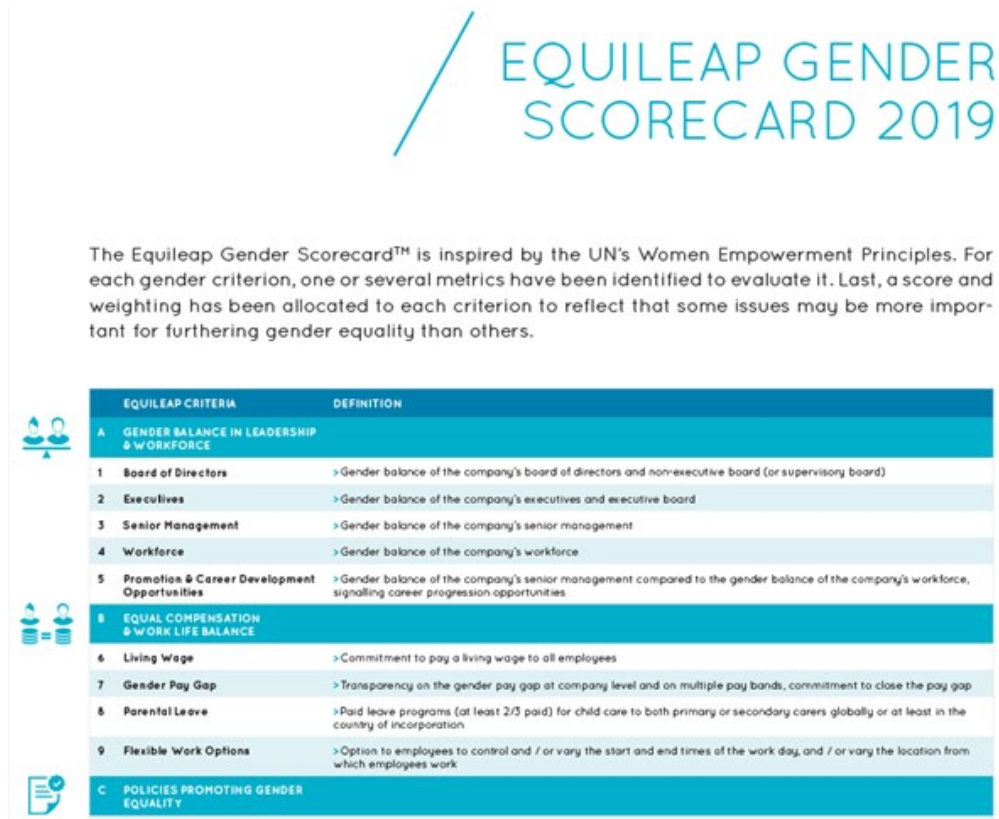 EQUILEAP GENDER
SCORECARD 2019
The Equileap Gender Scorecard™ is inspired by the UN's Women Empowerment Principles. For
each gender criterion, one or several metrics have been identified to evaluate it. Last, a score and
weighting has been allocated to each criterion to reflect that some issues may be more impor-
tant for furthering gender equality than others.
EQUILEAP CRITERIA DEFINITION
A GENDER BALANCE IN LEADERSHIP
& WORKFORCE
1 Board of Directors > Gender balance of the company's board of directors and non-executive board (or supervisory board)
2 Executives > Gender balance of the company's executives and executive board
3 Senior Management > Gender balance of the company's senior management
4 Workforce > Gender balance of the company's workforce
5 Promotion & Career Development > Gender balance of the company's senior management compared to the gender balance of the company's workforce,
Opportunities signalling career progression opportunities
B EQUAL COMPENSATION
& WORK LIFE BALANCE
6 Living Wage > Commitment to pay a living wage to all employees
7 Gender Pay Gap > Transparency on the gender pay gap at company level and on multiple pay bands, commitment to close the pay gap
8 Parental Leave > Paid leave programs (at least 2/3 paid) for child care to both primary or secondary carers globally or at least in the
country of incorporation
9 Flexible Work Options > Option to employees to control and / or vary the start and end times of the work day, and / or vary the location from
which employees work
C POLICIES PROMOTING GENDER
EQUALITY